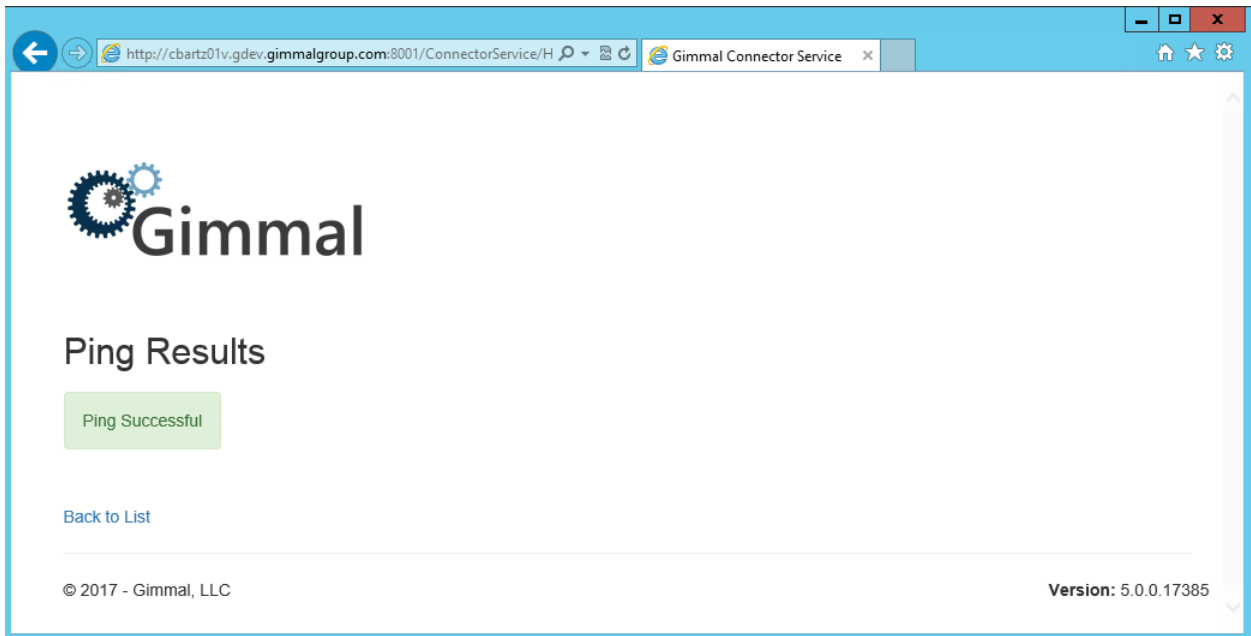 http://cbartz01v.gdev.gimmalgroup.com:8001/ConnectorService/H
Gimmal Connector Service
Gimmal
Ping Results
Ping Successful
Back to List
© 2017 - Gimmal, LLC
Version: 5.0.0.17385